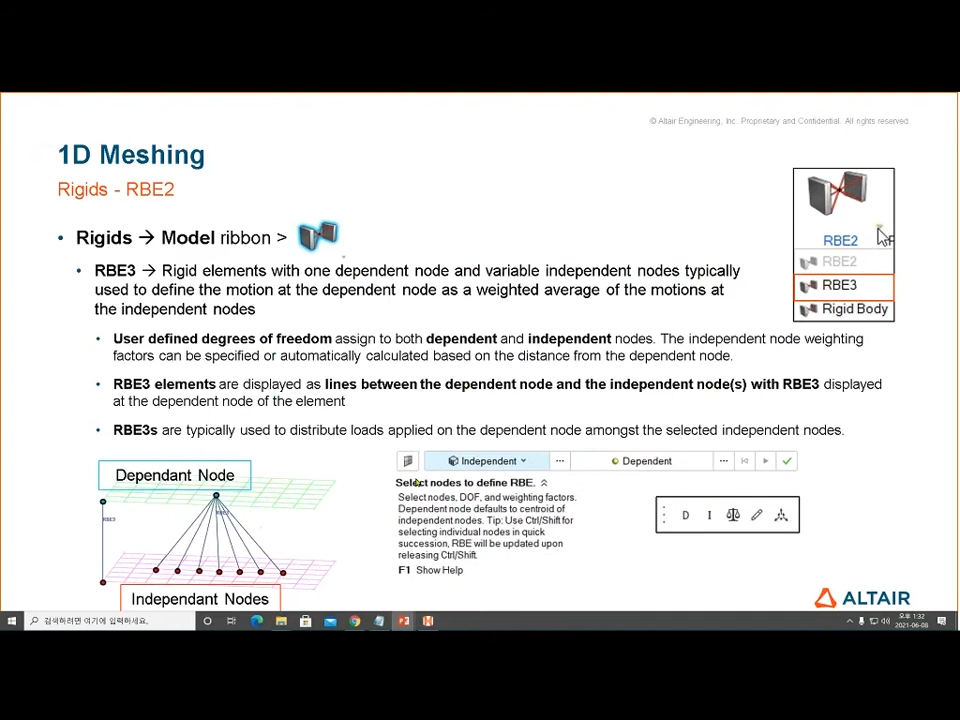 © Altair Engineering, Inc. Proprietary and Confidential. All rights reserved.
1D Meshing
Rigids - RBE2
• Rigids → Model ribbon >
• RBE3 → Rigid elements with one dependent node and variable independent nodes typically
used to define the motion at the dependent node as a weighted average of the motions at
the independent nodes
RBE2
RBE2
RBE3
Rigid Body
• User defined degrees of freedom assign to both dependent and independent nodes. The independent node weighting
factors can be specified or automatically calculated based on the distance from the dependent node.
• RBE3 elements are displayed as lines between the dependent node and the independent node(s) with RBE3 displayed
at the dependent node of the element
• RBE3s are typically used to distribute loads applied on the dependent node amongst the selected independent nodes.
Dependant Node
RBE3
RBE3
Independant Nodes
Independent
Dependent
Select nodes to define RBE.
Select nodes, DOF, and weighting factors.
Dependent node defaults to centroid of
independent nodes. Tip: Use Ctrl/Shift for
selecting individual nodes in quick
succession, RBE will be updated upon
releasing Ctrl/Shift.
F1 Show Help
D I
ALTAIR
검색하려면 여기에 입력하세요.
오후 1:32
2021-06-08